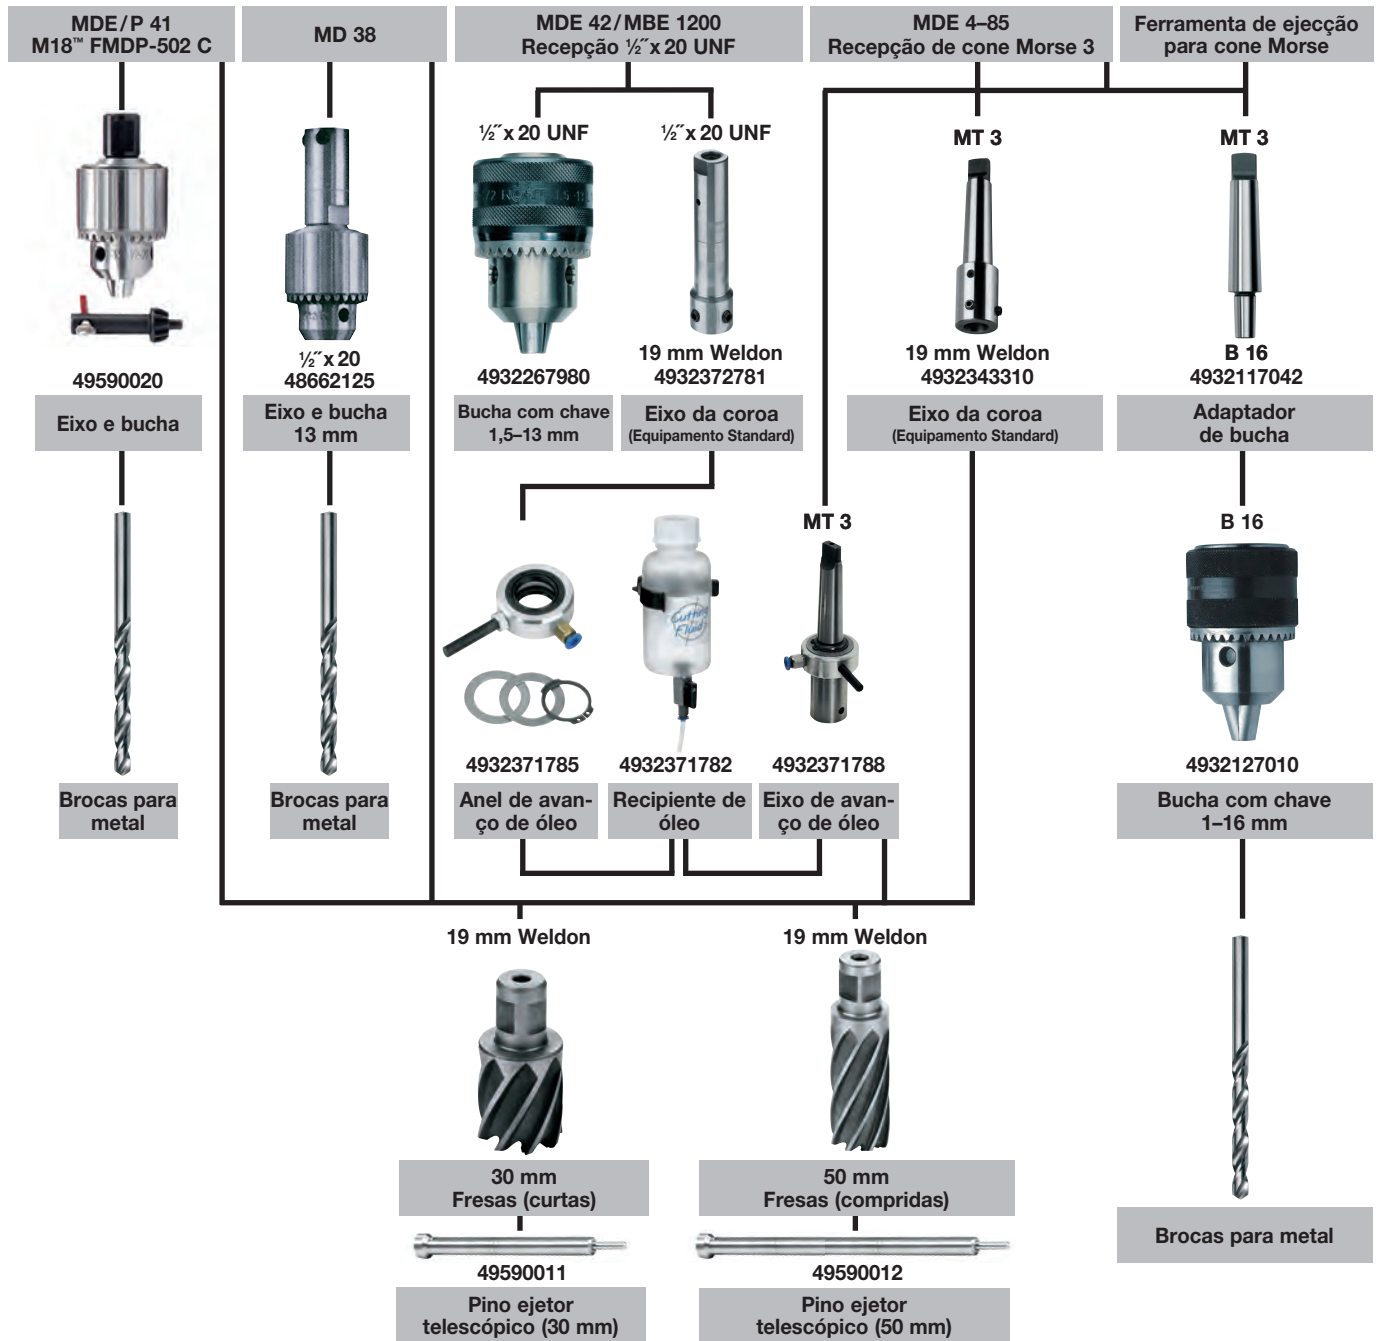 MDE/P 41
M18™ FMDP-502 C
MD 38
MDE 42/MBE 1200
Recepção ½˝x 20 UNF
MDE 4–85
Recepção de cone Morse 3
Ferramenta de ejecção
para cone Morse
½˝x 20 UNF
½˝x 20 UNF
MT 3
MT 3
½˝x 20
19 mm Weldon
19 mm Weldon
B 16
49590020
48662125
4932267980
4932372781
4932343310
4932117042
Eixo e bucha
Eixo e bucha
13 mm
Bucha com chave
1,5–13 mm
Eixo da coroa
(Equipamento Standard)
Eixo da coroa
(Equipamento Standard)
Adaptador
de bucha
MT 3
B 16
Cutting
Fluid
4932371785
4932371782
4932371788
4932127010
Brocas para
metal
Brocas para
metal
Anel de avan-
ço de óleo
Recipiente de
óleo
Eixo de avan-
ço de óleo
Bucha com chave
1–16 mm
19 mm Weldon
19 mm Weldon
30 mm
Fresas (curtas)
50 mm
Fresas (compridas)
Brocas para metal
49590011
49590012
Pino ejetor
telescópico (30 mm)
Pino ejetor
telescópico (50 mm)